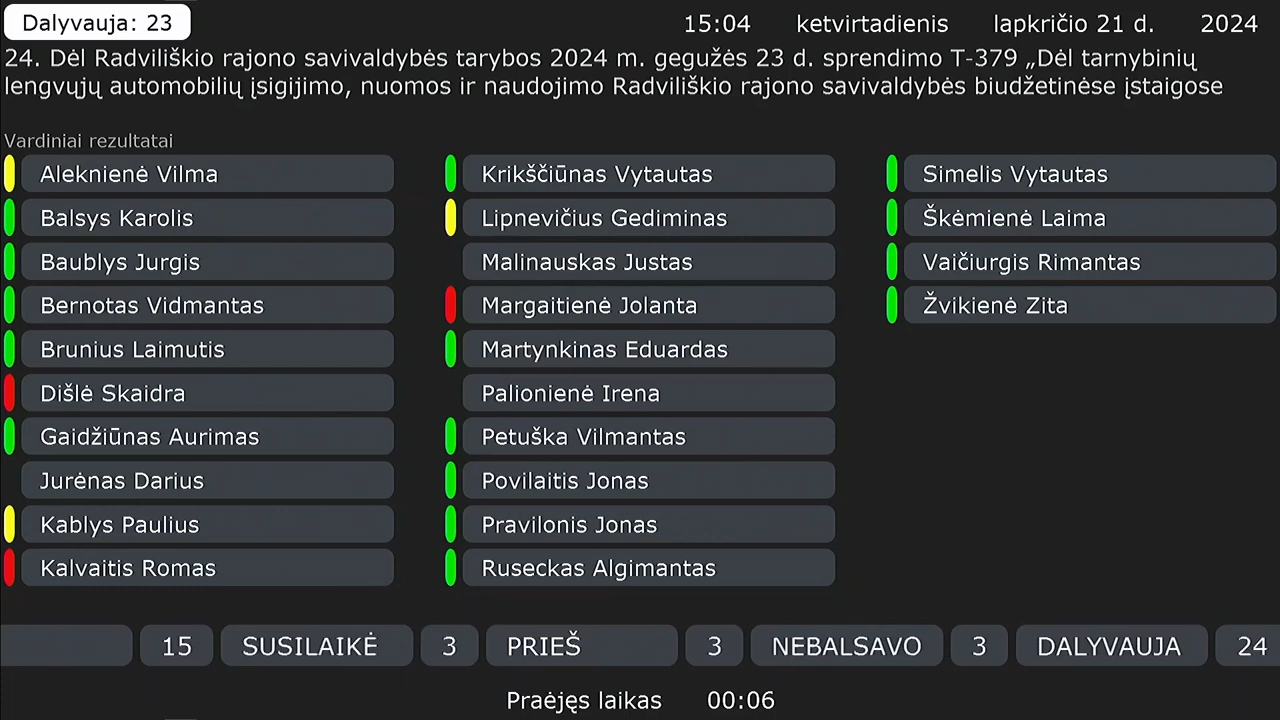 Dalyvauja: 23
15:04 ketvirtadienis lapkričio 21 d. 2024
24. Dėl Radviliškio rajono savivaldybės tarybos 2024 m. gegužės 23 d. sprendimo T-379 „Dėl tarnybinių
lengvųjų automobilių įsigijimo, nuomos ir naudojimo Radviliškio rajono savivaldybės biudžetinėse įstaigose
Vardiniai rezultatai
Aleknienė Vilma
Balsys Karolis
Baublys Jurgis
Bernotas Vidmantas
Brunius Laimutis
Dišlė Skaidra
Gaidžiūnas Aurimas
Jurėnas Darius
Kablys Paulius
Kalvaitis Romas
Krikščiūnas Vytautas
Lipnevičius Gediminas
Malinauskas Justas
Margaitienė Jolanta
Martynkinas Eduardas
Palionienė Irena
Petuška Vilmantas
Povilaitis Jonas
Pravilonis Jonas
Ruseckas Algimantas
Simelis Vytautas
Škėmienė Laima
Vaičiurgis Rimantas
Žvikienė Zita
15 SUSILAIKĖ 3 PRIEŠ 3 NEBALSAVO 3 DALYVAUJA 24
Praėjęs laikas 00:06